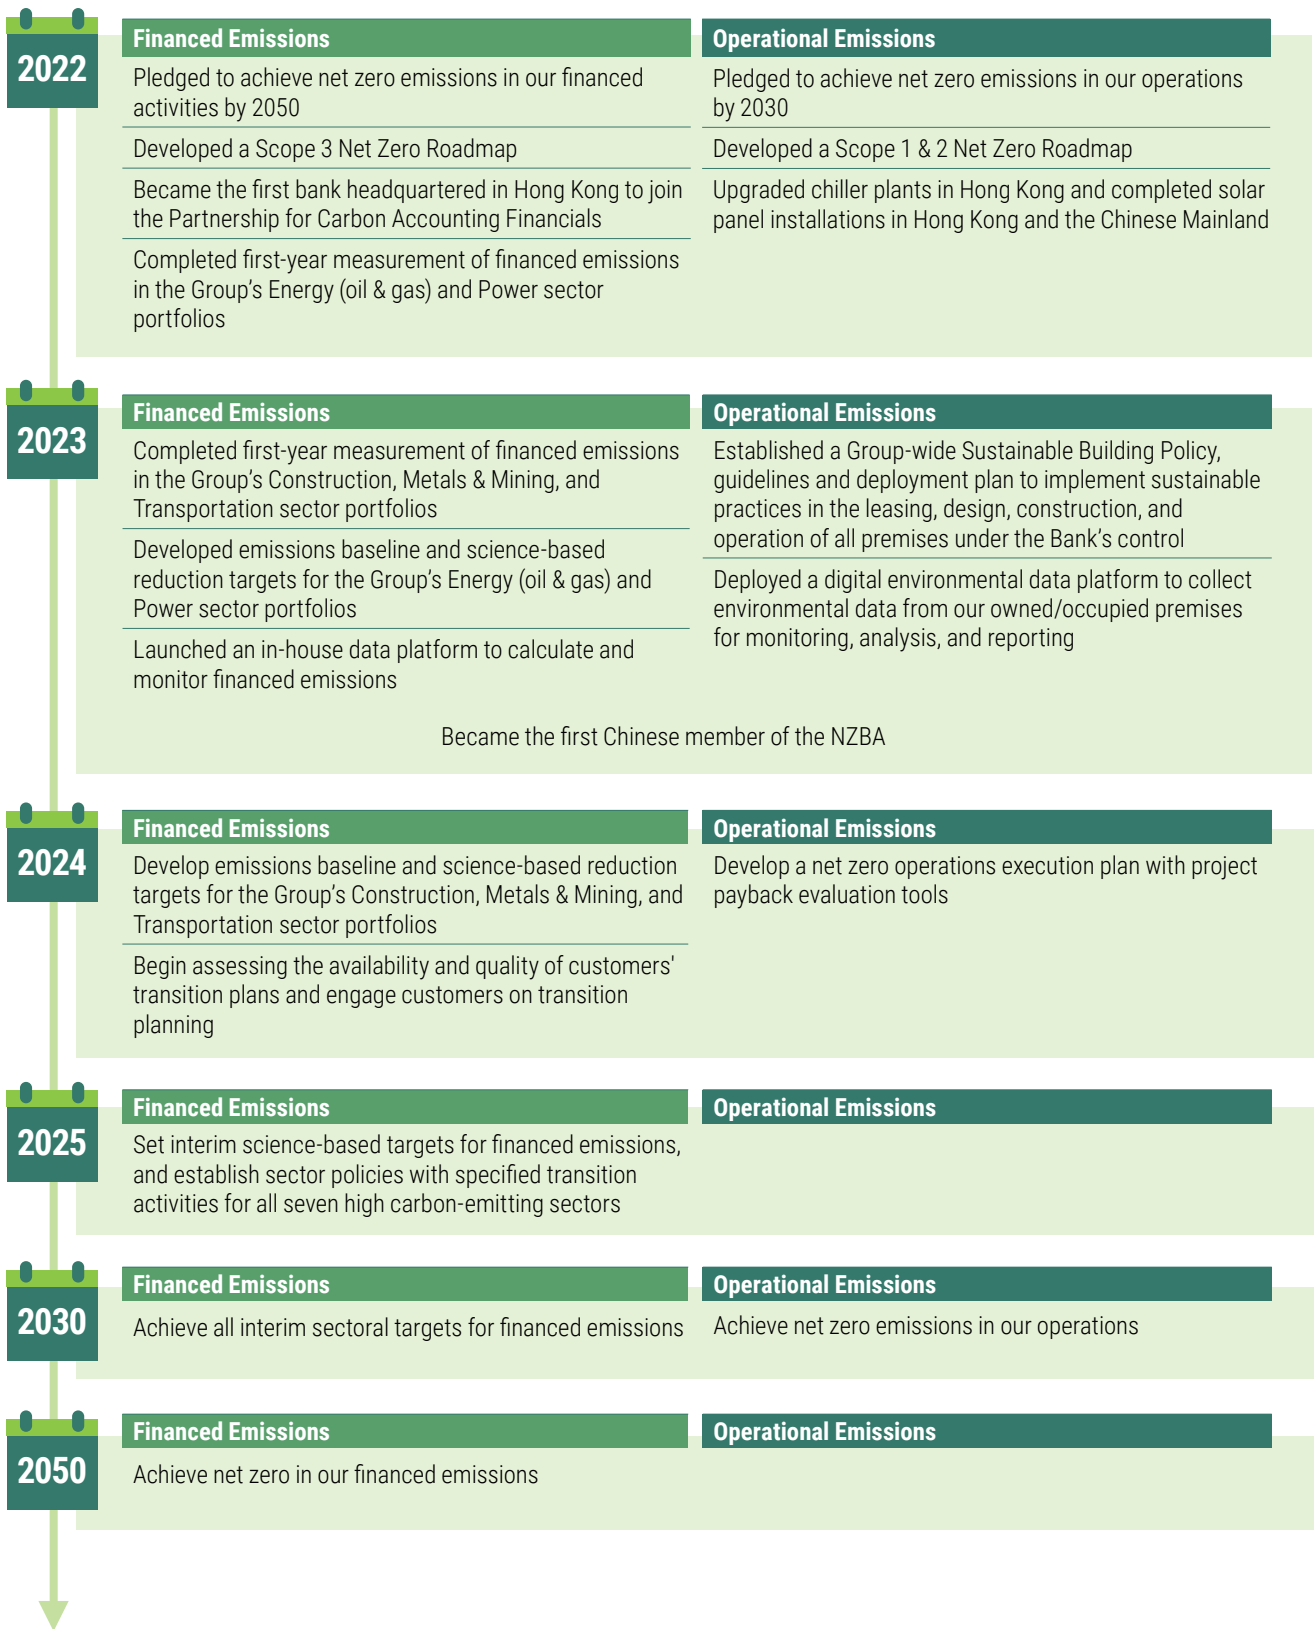 2022
Financed Emissions
Pledged to achieve net zero emissions in our financed
activities by 2050
Developed a Scope 3 Net Zero Roadmap
Became the first bank headquartered in Hong Kong to join
the Partnership for Carbon Accounting Financials
Completed first-year measurement of financed emissions
in the Group's Energy (oil & gas) and Power sector
portfolios
Operational Emissions
Pledged to achieve net zero emissions in our operations
by 2030
Developed a Scope 1 & 2 Net Zero Roadmap
Upgraded chiller plants in Hong Kong and completed solar
panel installations in Hong Kong and the Chinese Mainland
2023
Financed Emissions
Completed first-year measurement of financed emissions
in the Group's Construction, Metals & Mining, and
Transportation sector portfolios
Developed emissions baseline and science-based
reduction targets for the Group's Energy (oil & gas) and
Power sector portfolios
Launched an in-house data platform to calculate and
monitor financed emissions
Operational Emissions
Established a Group-wide Sustainable Building Policy,
guidelines and deployment plan to implement sustainable
practices in the leasing, design, construction, and
operation of all premises under the Bank's control
Deployed a digital environmental data platform to collect
environmental data from our owned/occupied premises
for monitoring, analysis, and reporting
Became the first Chinese member of the NZBA
2024
Financed Emissions
Develop emissions baseline and science-based reduction
targets for the Group's Construction, Metals & Mining, and
Transportation sector portfolios
Begin assessing the availability and quality of customers'
transition plans and engage customers on transition
planning
Operational Emissions
Develop a net zero operations execution plan with project
payback evaluation tools
2025
Financed Emissions
Set interim science-based targets for financed emissions,
and establish sector policies with specified transition
activities for all seven high carbon-emitting sectors
Operational Emissions
2030
Financed Emissions
Achieve all interim sectoral targets for financed emissions
Operational Emissions
Achieve net zero emissions in our operations
2050
Financed Emissions
Achieve net zero in our financed emissions
Operational Emissions